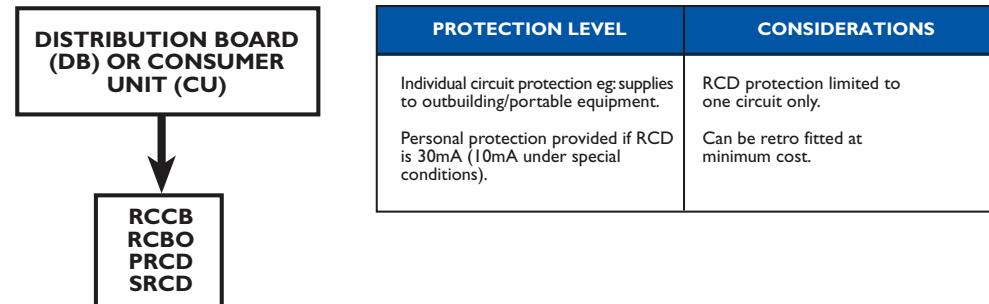 DISTRIBUTION BOARD
(DB) OR CONSUMER
UNIT (CU)
RCCB
RCBO
PRCD
SRCD
PROTECTION LEVEL
CONSIDERATIONS
Individual circuit protection eg: supplies
to outbuilding/portable equipment.
Personal protection provided if RCD
is 30mA (10mA under special
conditions).
RCD protection limited to
one circuit only.
Can be retro fitted at
minimum cost.